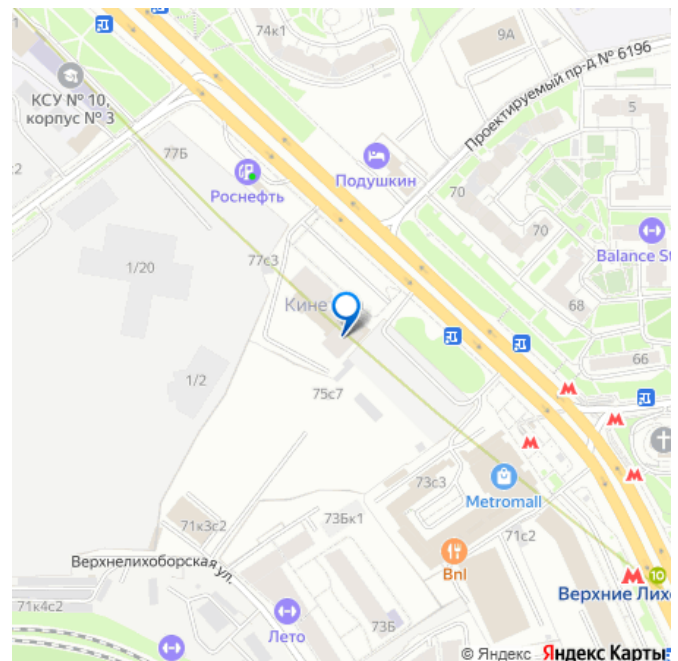 74к1
9А
1
КСУ № 10,
корпус № 3
Проектируемый пр-д № 6196
5
77Б
Роснефть
Подушкин
70
70
Balance St
1/20
77с3
Кине
68
66
1/2
75с7
73с3
Metromall
71с2
71к3с2
73Бк1
Bnl
Верхнелихоборская ул.
10
Верхние Лихо
71к4с2
Лето
73Б
© Яндекс Яндекс Карты